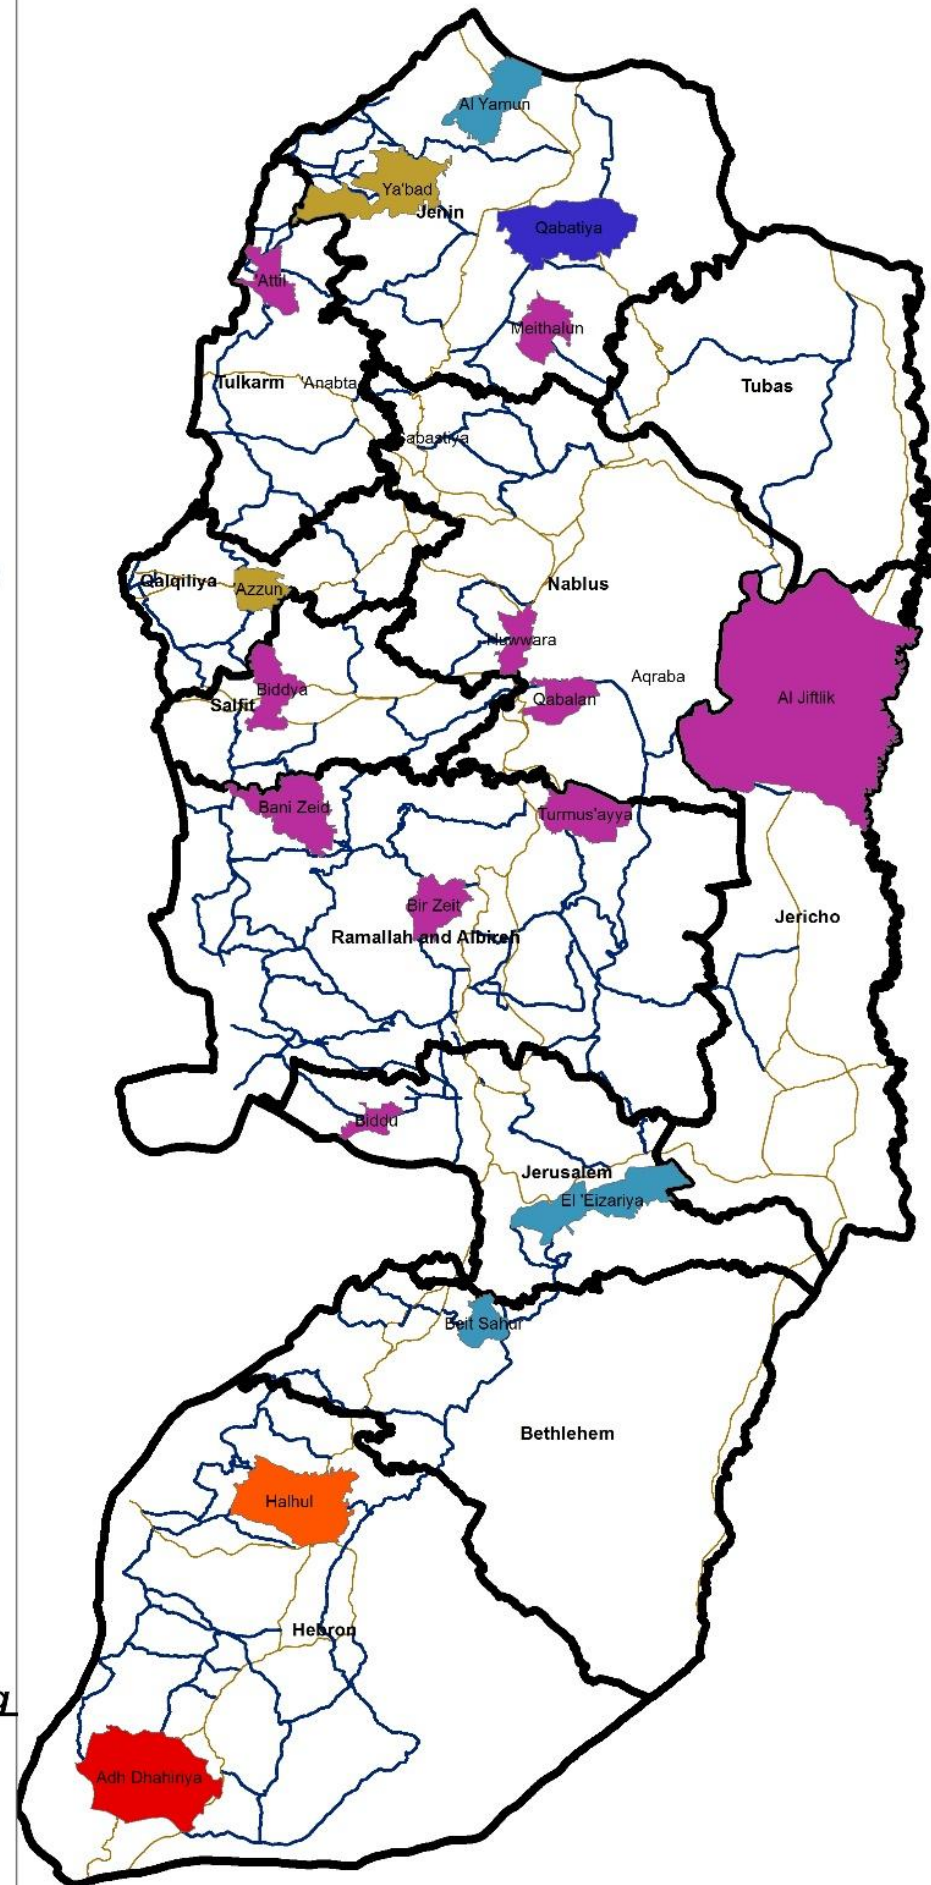 Al Yamun
Ya'bad
Jenin
Qabatiya
'Attil
Meithalun
Tulkarm
'Anabta
Tubas
Sabastiya
Nablus
Qalqiliya
'Azzun
Huwwara
Aqraba
Biddya
Qabalan
Al Jiftlik
Salfit
Bani Zeid
Turmus'ayya
Bir Zeit
Jericho
Ramallah and Albireh
Biddu
Jerusalem
El 'Eizariya
Beit Sahur
Bethlehem
Halhul
Hebron
Adh Dhahirya